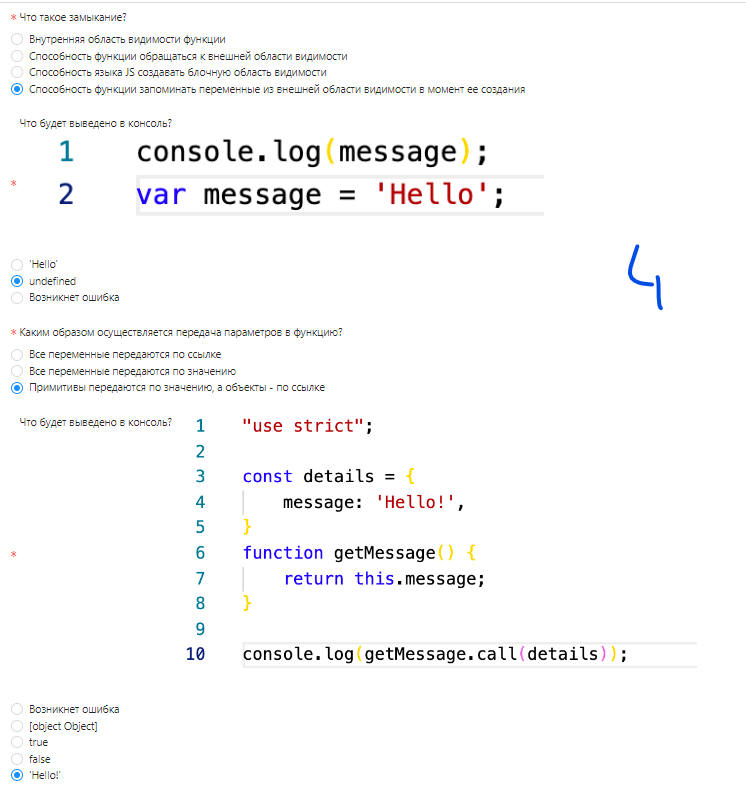 * Что такое замыкание?
Внутренняя область видимости функции
Способность функции обращаться к внешней области видимости
Способность языка JS создавать блочную область видимости
Способность функции запоминать переменные из внешней области видимости в момент ее создания
Что будет выведено в консоль?
1 console.log(message);
*
2 var message = 'Hello';
'Hello'
undefined
Возникнет ошибка
4
* Каким образом осуществляется передача параметров в функцию?
Все переменные передаются по ссылке
Все переменные передаются по значению
Примитивы передаются по значению, а объекты - по ссылке
Что будет выведено в консоль?
1 "use strict";
2
3 const details = {
4 message: 'Hello!',
5 }
*
6 function getMessage() {
7 return this.message;
8 }
9
10 console.log(getMessage.call(details));
Возникнет ошибка
[object Object]
true
false
'Hello!'